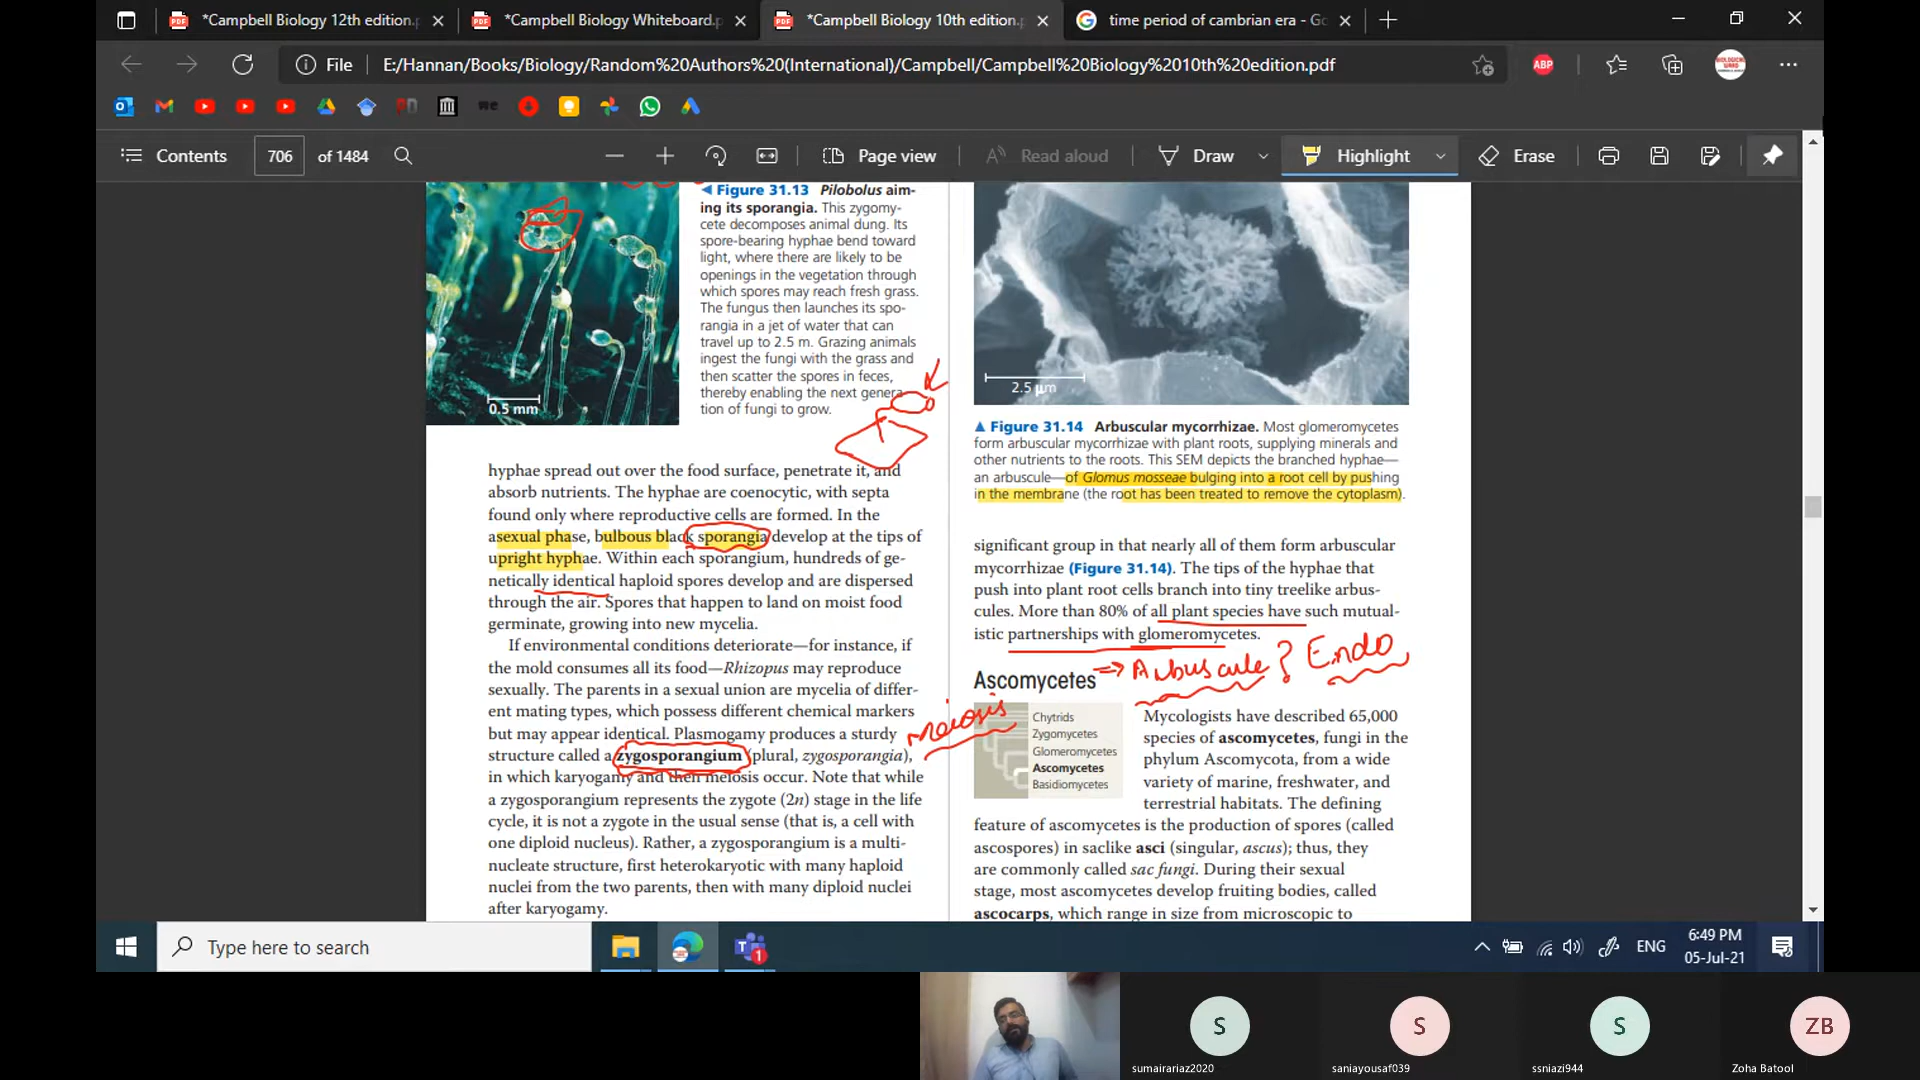 *Campbell Biology 12th edition.p
*Campbell Biology Whiteboard.p
*Campbell Biology 10th edition.p
time period of cambrian era - Go
File
E:/Hannan/Books/Biology/Random%20Authors%20(International)/Campbell/Campbell%20Biology%2010th%20edition.pdf
ABP
Contents
706
of 1484
Page view
Read aloud
Draw
Highlight
Erase
◀ Figure 31.13 Pilobolus aim-
ing its sporangia. This zygomy-
cete decomposes animal dung. Its
spore-bearing hyphae bend toward
light, where there are likely to be
openings in the vegetation through
which spores may reach fresh grass.
The fungus then launches its spo-
rangia in a jet of water that can
travel up to 2.5 m. Grazing animals
ingest the fungi with the grass and
then scatter the spores in feces,
thereby enabling the next genera-
tion of fungi to grow.
0.5 mm
hyphae spread out over the food surface, penetrate it, and
absorb nutrients. The hyphae are coenocytic, with septa
found only where reproductive cells are formed. In the
asexual phase, bulbous black sporangia develop at the tips of
upright hyphae. Within each sporangium, hundreds of ge-
netically identical haploid spores develop and are dispersed
through the air. Spores that happen to land on moist food
germinate, growing into new mycelia.
If environmental conditions deteriorate—for instance, if
the mold consumes all its food—Rhizopus may reproduce
sexually. The parents in a sexual union are mycelia of differ-
ent mating types, which possess different chemical markers
but may appear identical. Plasmogamy produces a sturdy
structure called a zygosporangium (plural, zygosporangia),
in which karyogamy and then meiosis occur. Note that while
a zygosporangium represents the zygote (2n) stage in the life
cycle, it is not a zygote in the usual sense (that is, a cell with
one diploid nucleus). Rather, a zygosporangium is a multi-
nucleate structure, first heterokaryotic with many haploid
nuclei from the two parents, then with many diploid nuclei
after karyogamy.
meiosis
2.5 µm
▲ Figure 31.14 Arbuscular mycorrhizae. Most glomeromycetes
form arbuscular mycorrhizae with plant roots, supplying minerals and
other nutrients to the roots. This SEM depicts the branched hyphae—
an arbuscule—of Glomus mosseae bulging into a root cell by pushing
in the membrane (the root has been treated to remove the cytoplasm).
significant group in that nearly all of them form arbuscular
mycorrhizae (Figure 31.14). The tips of the hyphae that
push into plant root cells branch into tiny treelike arbus-
cules. More than 80% of all plant species have such mutual-
istic partnerships with glomeromycetes.
⇒ Arbuscule } Endo
Ascomycetes
Chytrids
Zygomycetes
Glomeromycetes
Ascomycetes
Basidiomycetes
Mycologists have described 65,000
species of ascomycetes, fungi in the
phylum Ascomycota, from a wide
variety of marine, freshwater, and
terrestrial habitats. The defining
feature of ascomycetes is the production of spores (called
ascospores) in saclike asci (singular, ascus); thus, they
are commonly called sac fungi. During their sexual
stage, most ascomycetes develop fruiting bodies, called
ascocarps, which range in size from microscopic to
Type here to search
1
ENG
6:49 PM
05-Jul-21
S
sumairariaz2020
S
saniayousaf039
S
ssniazi944
ZB
Zoha Batool